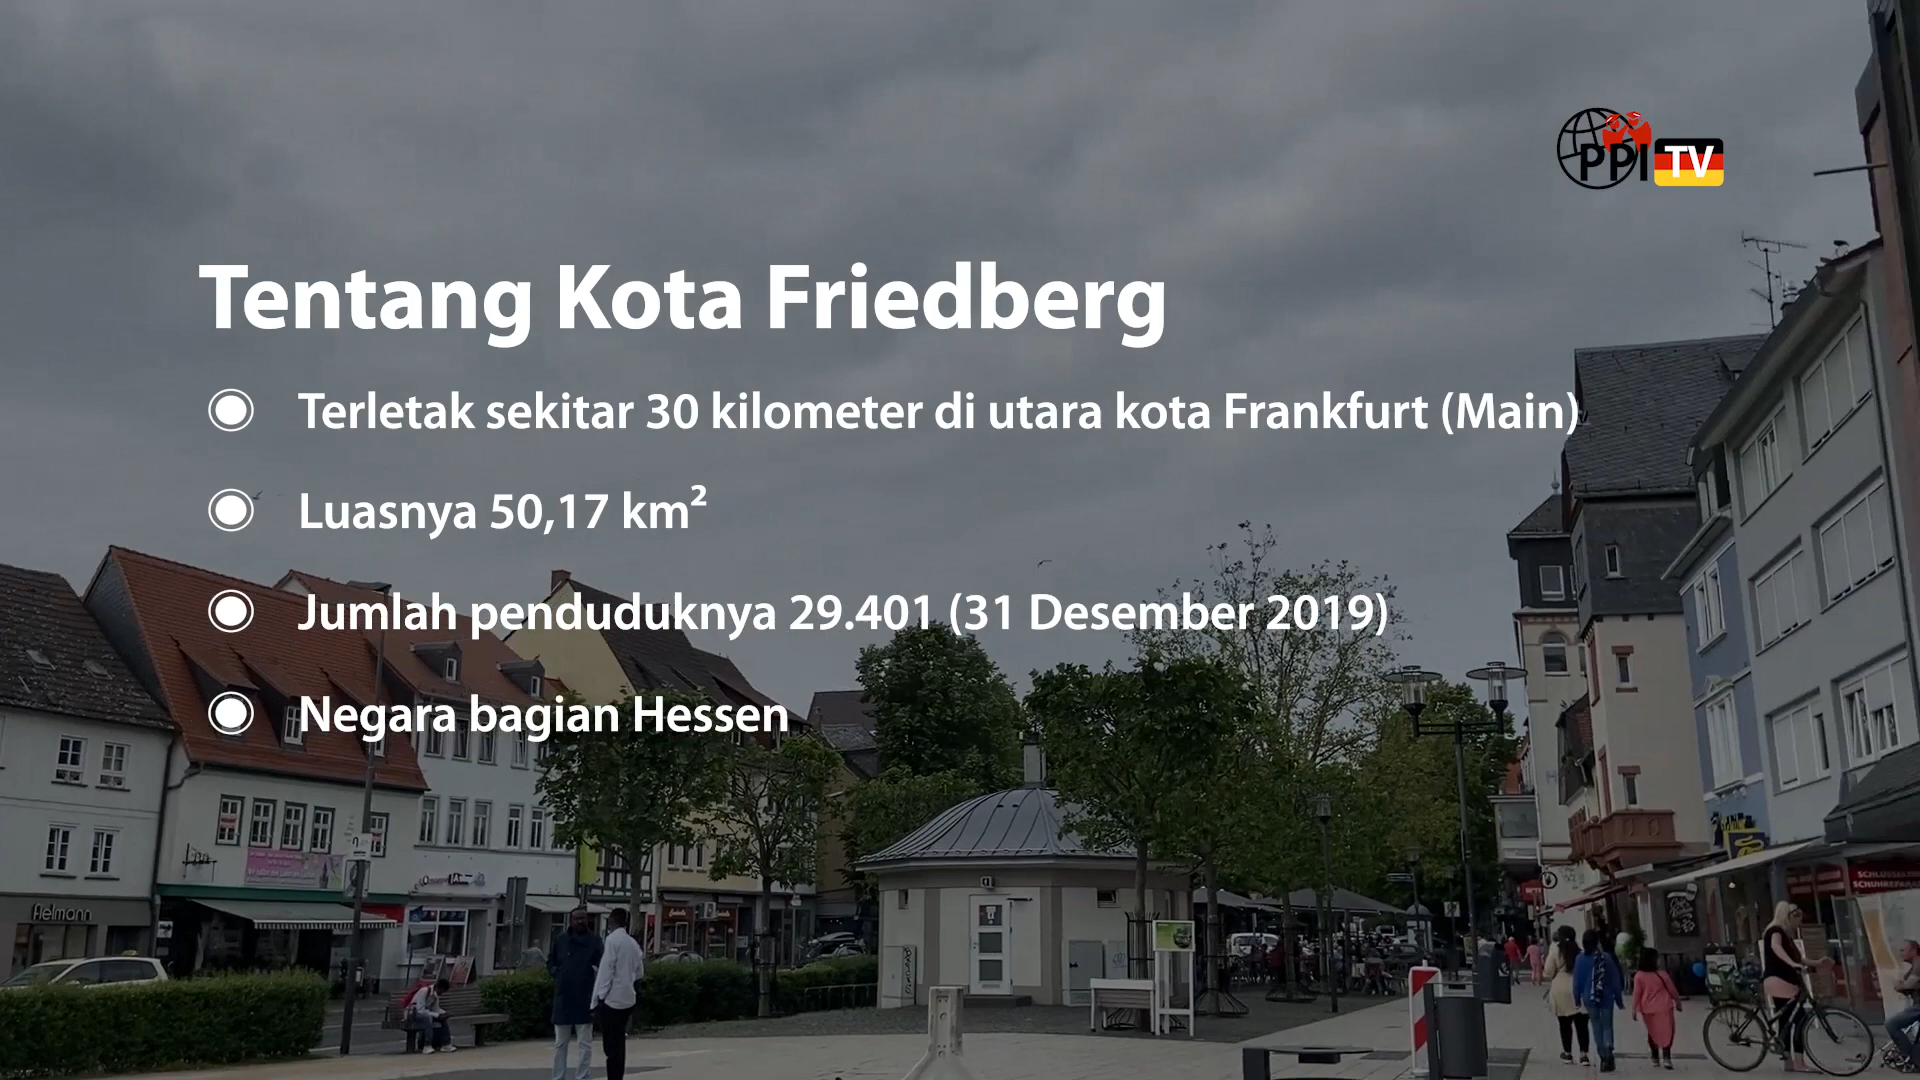 PPI TV
Tentang Kota Friedberg
Terletak sekitar 30 kilometer di utara kota Frankfurt (Main)
Luasnya 50,17 km²
Jumlah penduduknya 29.401 (31 Desember 2019)
Negara bagian Hessen
fielmann